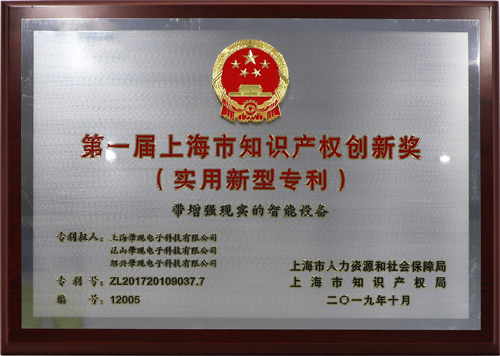 第一届上海市知识产权创新奖
（实用新型专利）
带增强现实的智能设备
专利权人：上海肇观电子科技有限公司
昆山肇观电子科技有限公司
绍兴肇观电子科技有限公司
专利号：ZL201720109037.7
编号：12005
上海市人力资源和社会保障局
上海市知识产权局
二〇一九年十月